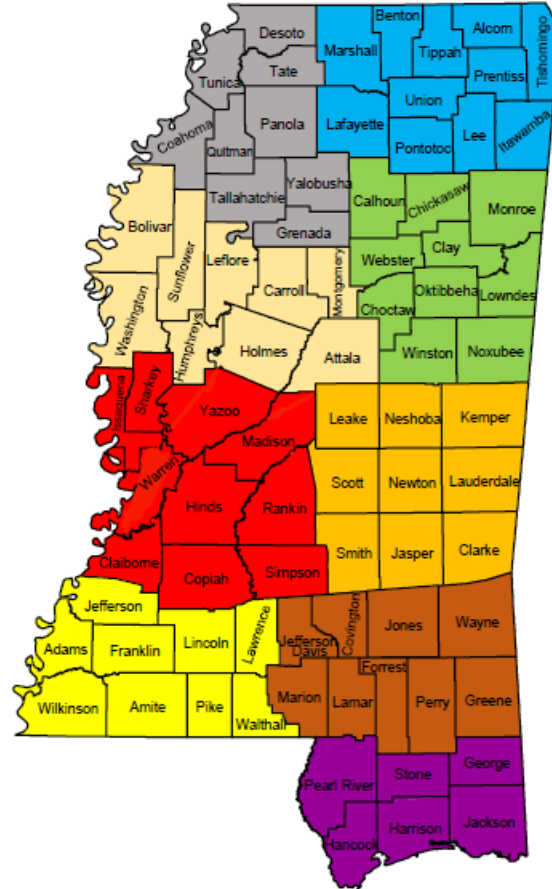 Desoto
Benton
Alcorn
Tishomingo
Marshall
Tippah
Tunica
Tate
Prentiss
Union
Coahoma
Panola
Lafayette
Lee
Itawamba
Quitman
Pontotoc
Yalobusha
Tallahatchie
Calhoun
Chickasaw
Monroe
Bolivar
Grenada
Sunflower
Leflore
Webster
Clay
Carroll
Montgomery
Oktibbeha
Lowndes
Choctaw
Washington
Humphreys
Holmes
Attala
Winston
Noxubee
Issaquena
Sharkey
Yazoo
Leake
Neshoba
Kemper
Madison
Warren
Scott
Newton
Lauderdale
Hinds
Rankin
Claiborne
Smith
Jasper
Clarke
Copiah
Simpson
Jefferson
Lawrence
Covington
Jones
Wayne
Adams
Franklin
Lincoln
Jefferson
Davis
Forrest
Wilkinson
Amite
Pike
Walthall
Marion
Lamar
Perry
Greene
Pearl River
Stone
George
Hancock
Harrison
Jackson